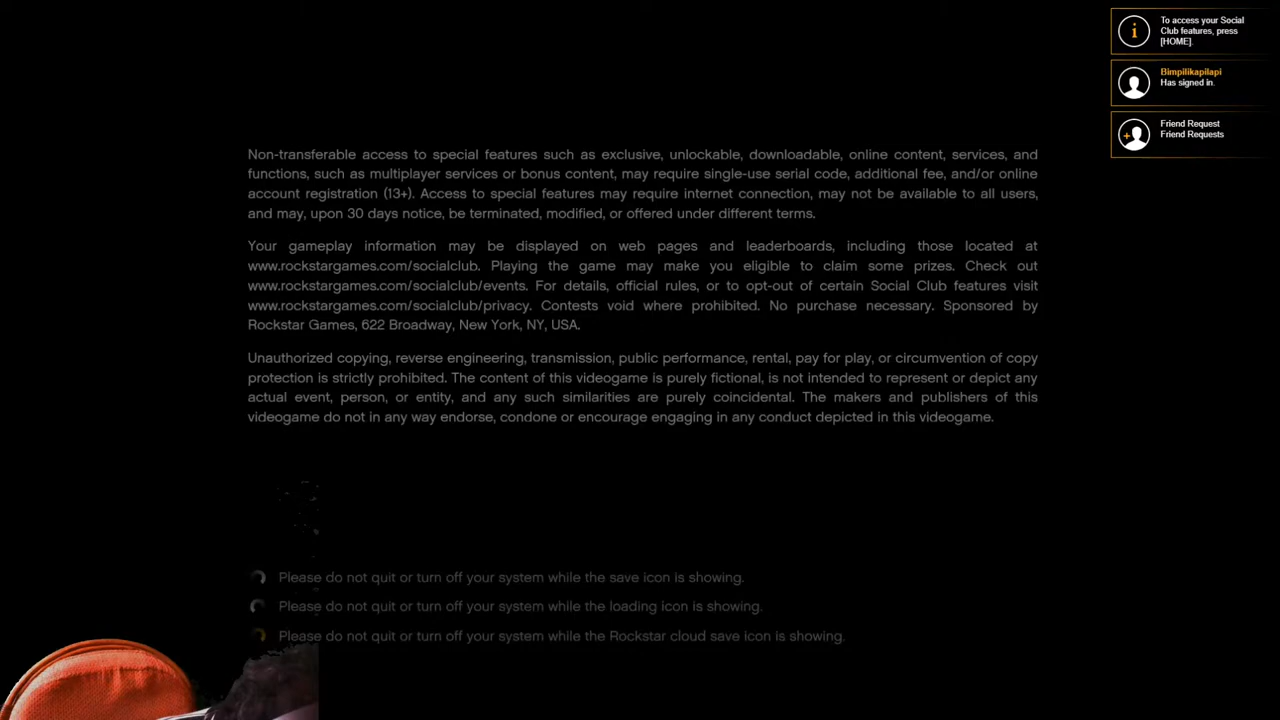 To access your Social
Club features, press
[HOME].
Bimpilikapilapi
Has signed in.
Friend Request
Friend Requests
Non-transferable access to special features such as exclusive, unlockable, downloadable, online content, services, and
functions, such as multiplayer services or bonus content, may require single-use serial code, additional fee, and/or online
account registration (13+). Access to special features may require internet connection, may not be available to all users,
and may, upon 30 days notice, be terminated, modified, or offered under different terms.
Your gameplay information may be displayed on web pages and leaderboards, including those located at
www.rockstargames.com/socialclub. Playing the game may make you eligible to claim some prizes. Check out
www.rockstargames.com/socialclub/events. For details, official rules, or to opt-out of certain Social Club features visit
www.rockstargames.com/socialclub/privacy. Contests void where prohibited. No purchase necessary. Sponsored by
Rockstar Games, 622 Broadway, New York, NY, USA.
Unauthorized copying, reverse engineering, transmission, public performance, rental, pay for play, or circumvention of copy
protection is strictly prohibited. The content of this videogame is purely fictional, is not intended to represent or depict any
actual event, person, or entity, and any such similarities are purely coincidental. The makers and publishers of this
videogame do not in any way endorse, condone or encourage engaging in any conduct depicted in this videogame.
Please do not quit or turn off your system while the save icon is showing.
Please do not quit or turn off your system while the loading icon is showing.
Please do not quit or turn off your system while the Rockstar cloud save icon is showing.